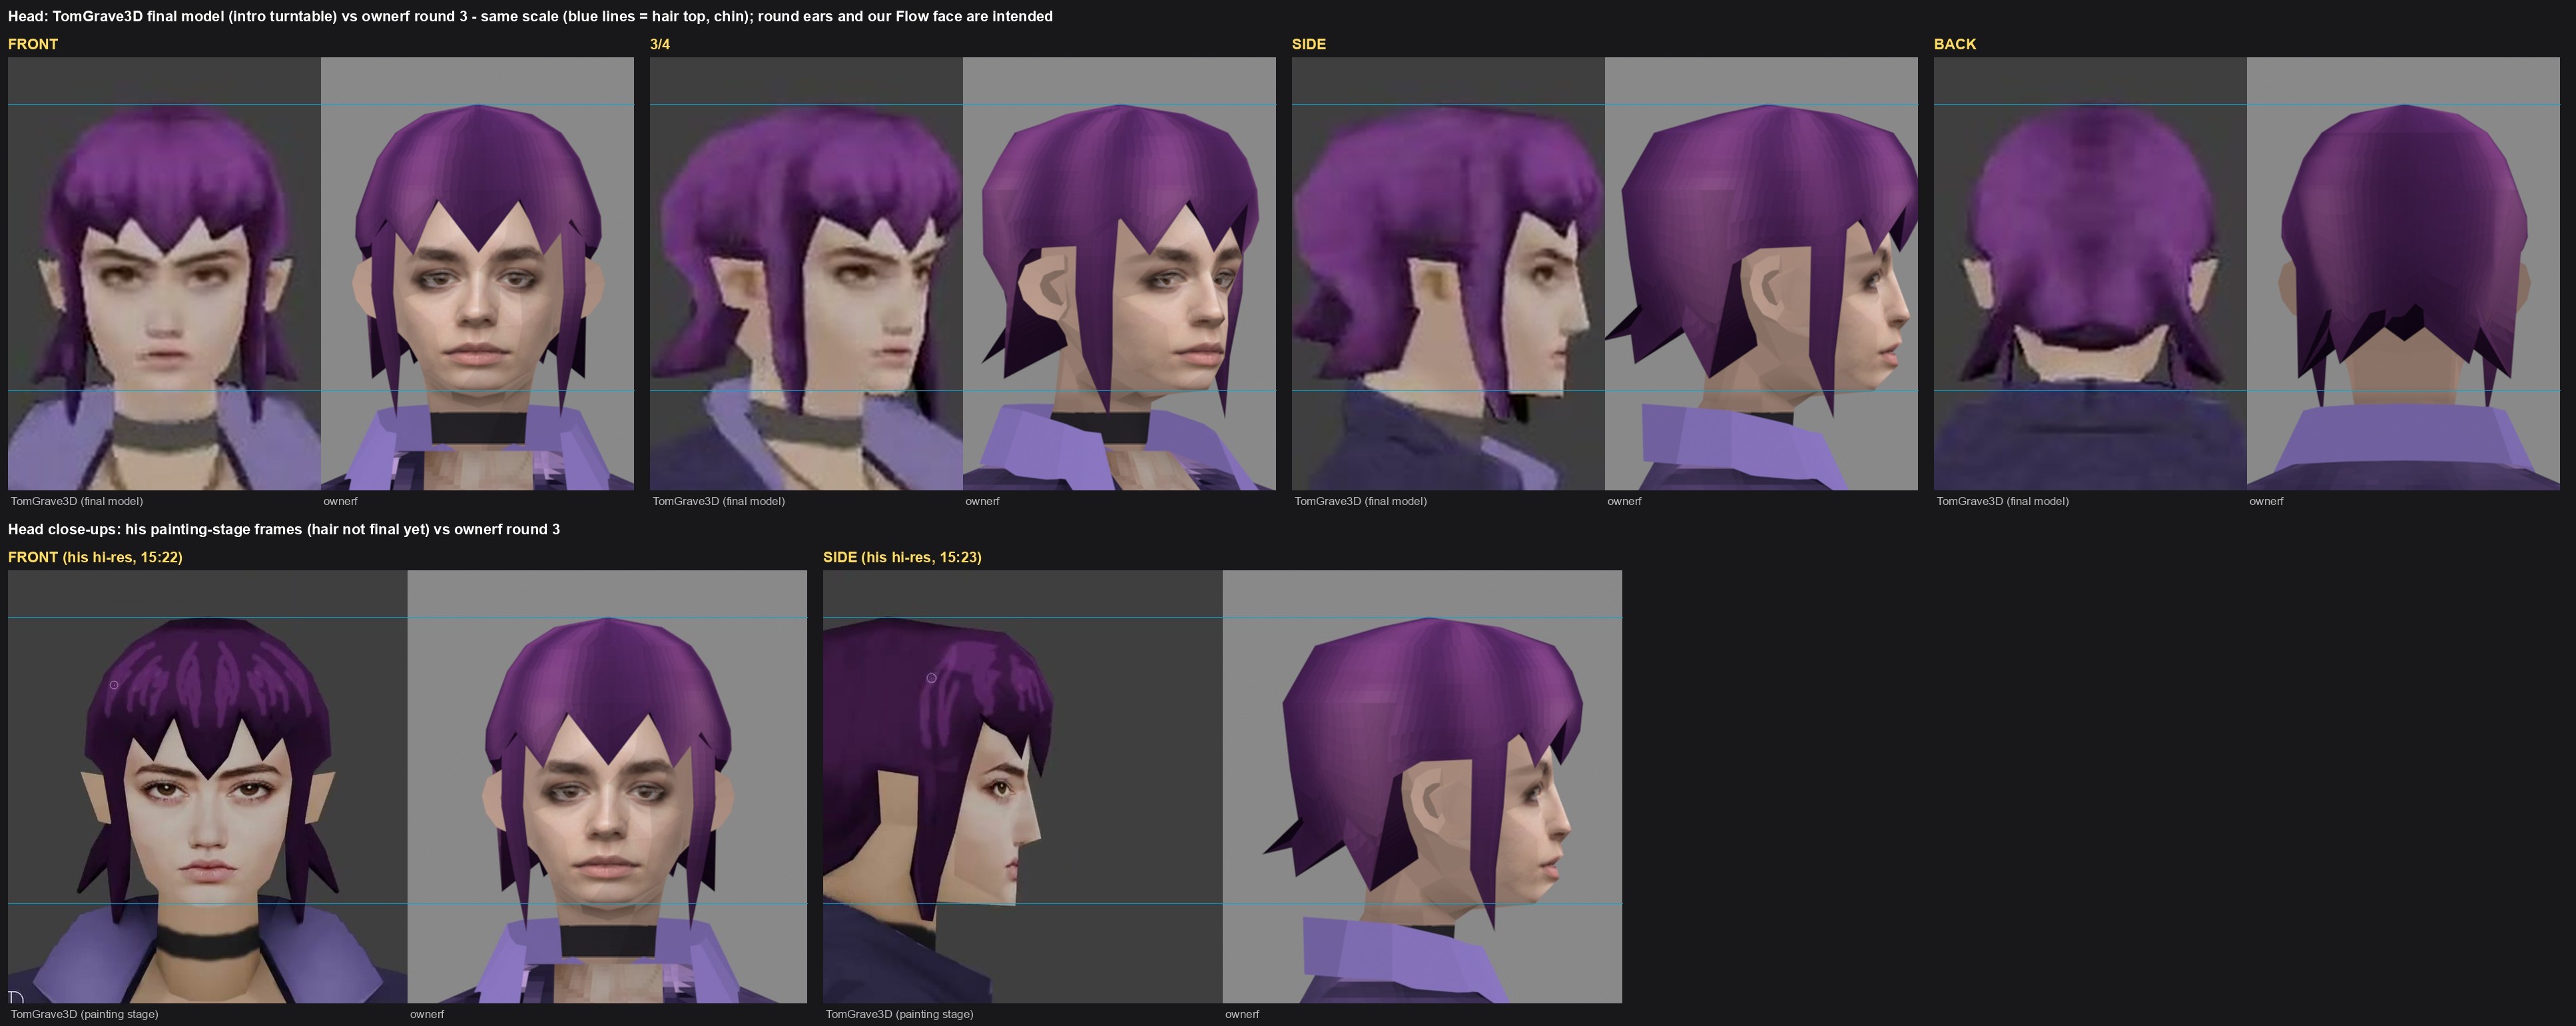 Head: TomGrave3D final model (intro turntable) vs ownerf round 3 - same scale (blue lines = hair top, chin); round ears and our Flow face are intended
FRONT
3/4
SIDE
BACK
TomGrave3D (final model)
ownerf
TomGrave3D (final model)
ownerf
TomGrave3D (final model)
ownerf
TomGrave3D (final model)
ownerf
Head close-ups: his painting-stage frames (hair not final yet) vs ownerf round 3
FRONT (his hi-res, 15:22)
SIDE (his hi-res, 15:23)
TomGrave3D (painting stage)
ownerf
TomGrave3D (painting stage)
ownerf